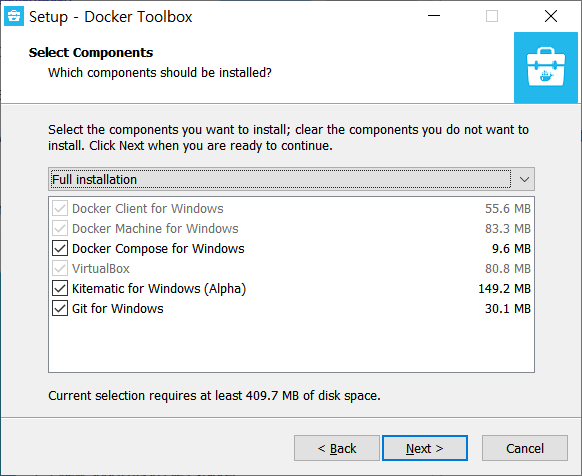 Setup - Docker Toolbox
Select Components
Which components should be installed?
Select the components you want to install; clear the components you do not want to
install. Click Next when you are ready to continue.
Full installation
Docker Client for Windows 55.6 MB
Docker Machine for Windows 83.3 MB
Docker Compose for Windows 9.6 MB
VirtualBox 80.8 MB
Kitematic for Windows (Alpha) 149.2 MB
Git for Windows 30.1 MB
Current selection requires at least 409.7 MB of disk space.
< Back Next > Cancel